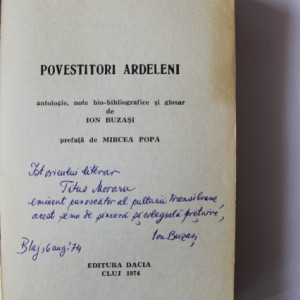 POVESTITORI ARDELENI
antologie, note bio-bibliografice și glosar
de
ION BUZAȘI
prefață de MIRCEA POPA
Istoricului literar
Titus Moraru
eminent cunoscător al culturii transilvane
acest semn de sinceră și colegială prețuire,
Ion Buzași
Blaj, 6 aug. 74
EDITURA DACIA
CLUJ 1974